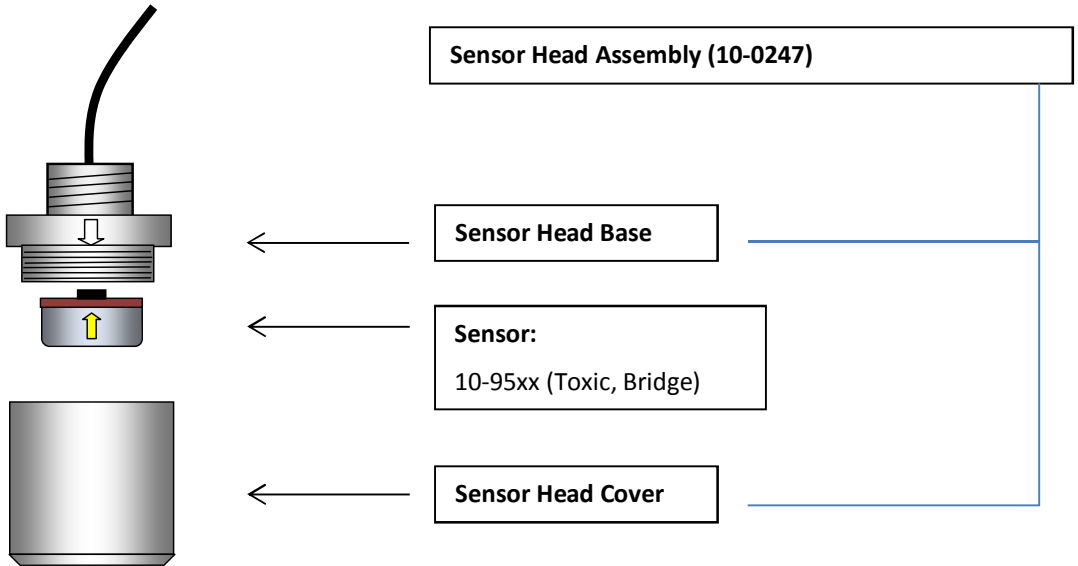 Sensor Head Assembly (10-0247)
Sensor Head Base
Sensor:
10-95xx (Toxic, Bridge)
Sensor Head Cover